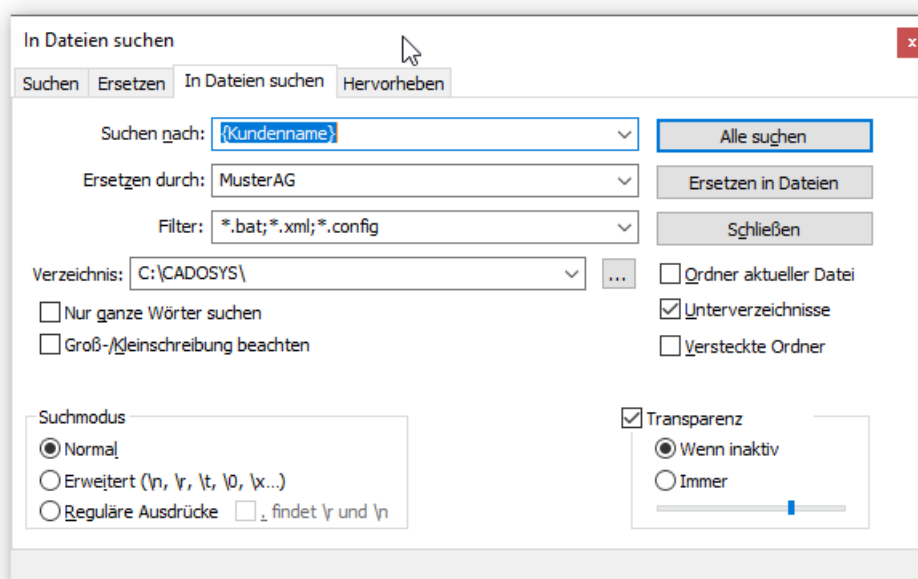 In Dateien suchen
x
Suchen Ersetzen In Dateien suchen Hervorheben
Suchen nach: {Kundenname} Alle suchen
Ersetzen durch: MusterAG Ersetzen in Dateien
Filter: *.bat;*.xml;*.config Schließen
Verzeichnis: C:\CADOSYS\ ... Ordner aktueller Datei
Nur ganze Wörter suchen Unterverzeichnisse
Groß-/Kleinschreibung beachten Versteckte Ordner
Suchmodus Transparenz
Normal Wenn inaktiv
Erweitert (\n, \r, \t, \0, \x...) Immer
Reguläre Ausdrücke . findet \r und \n